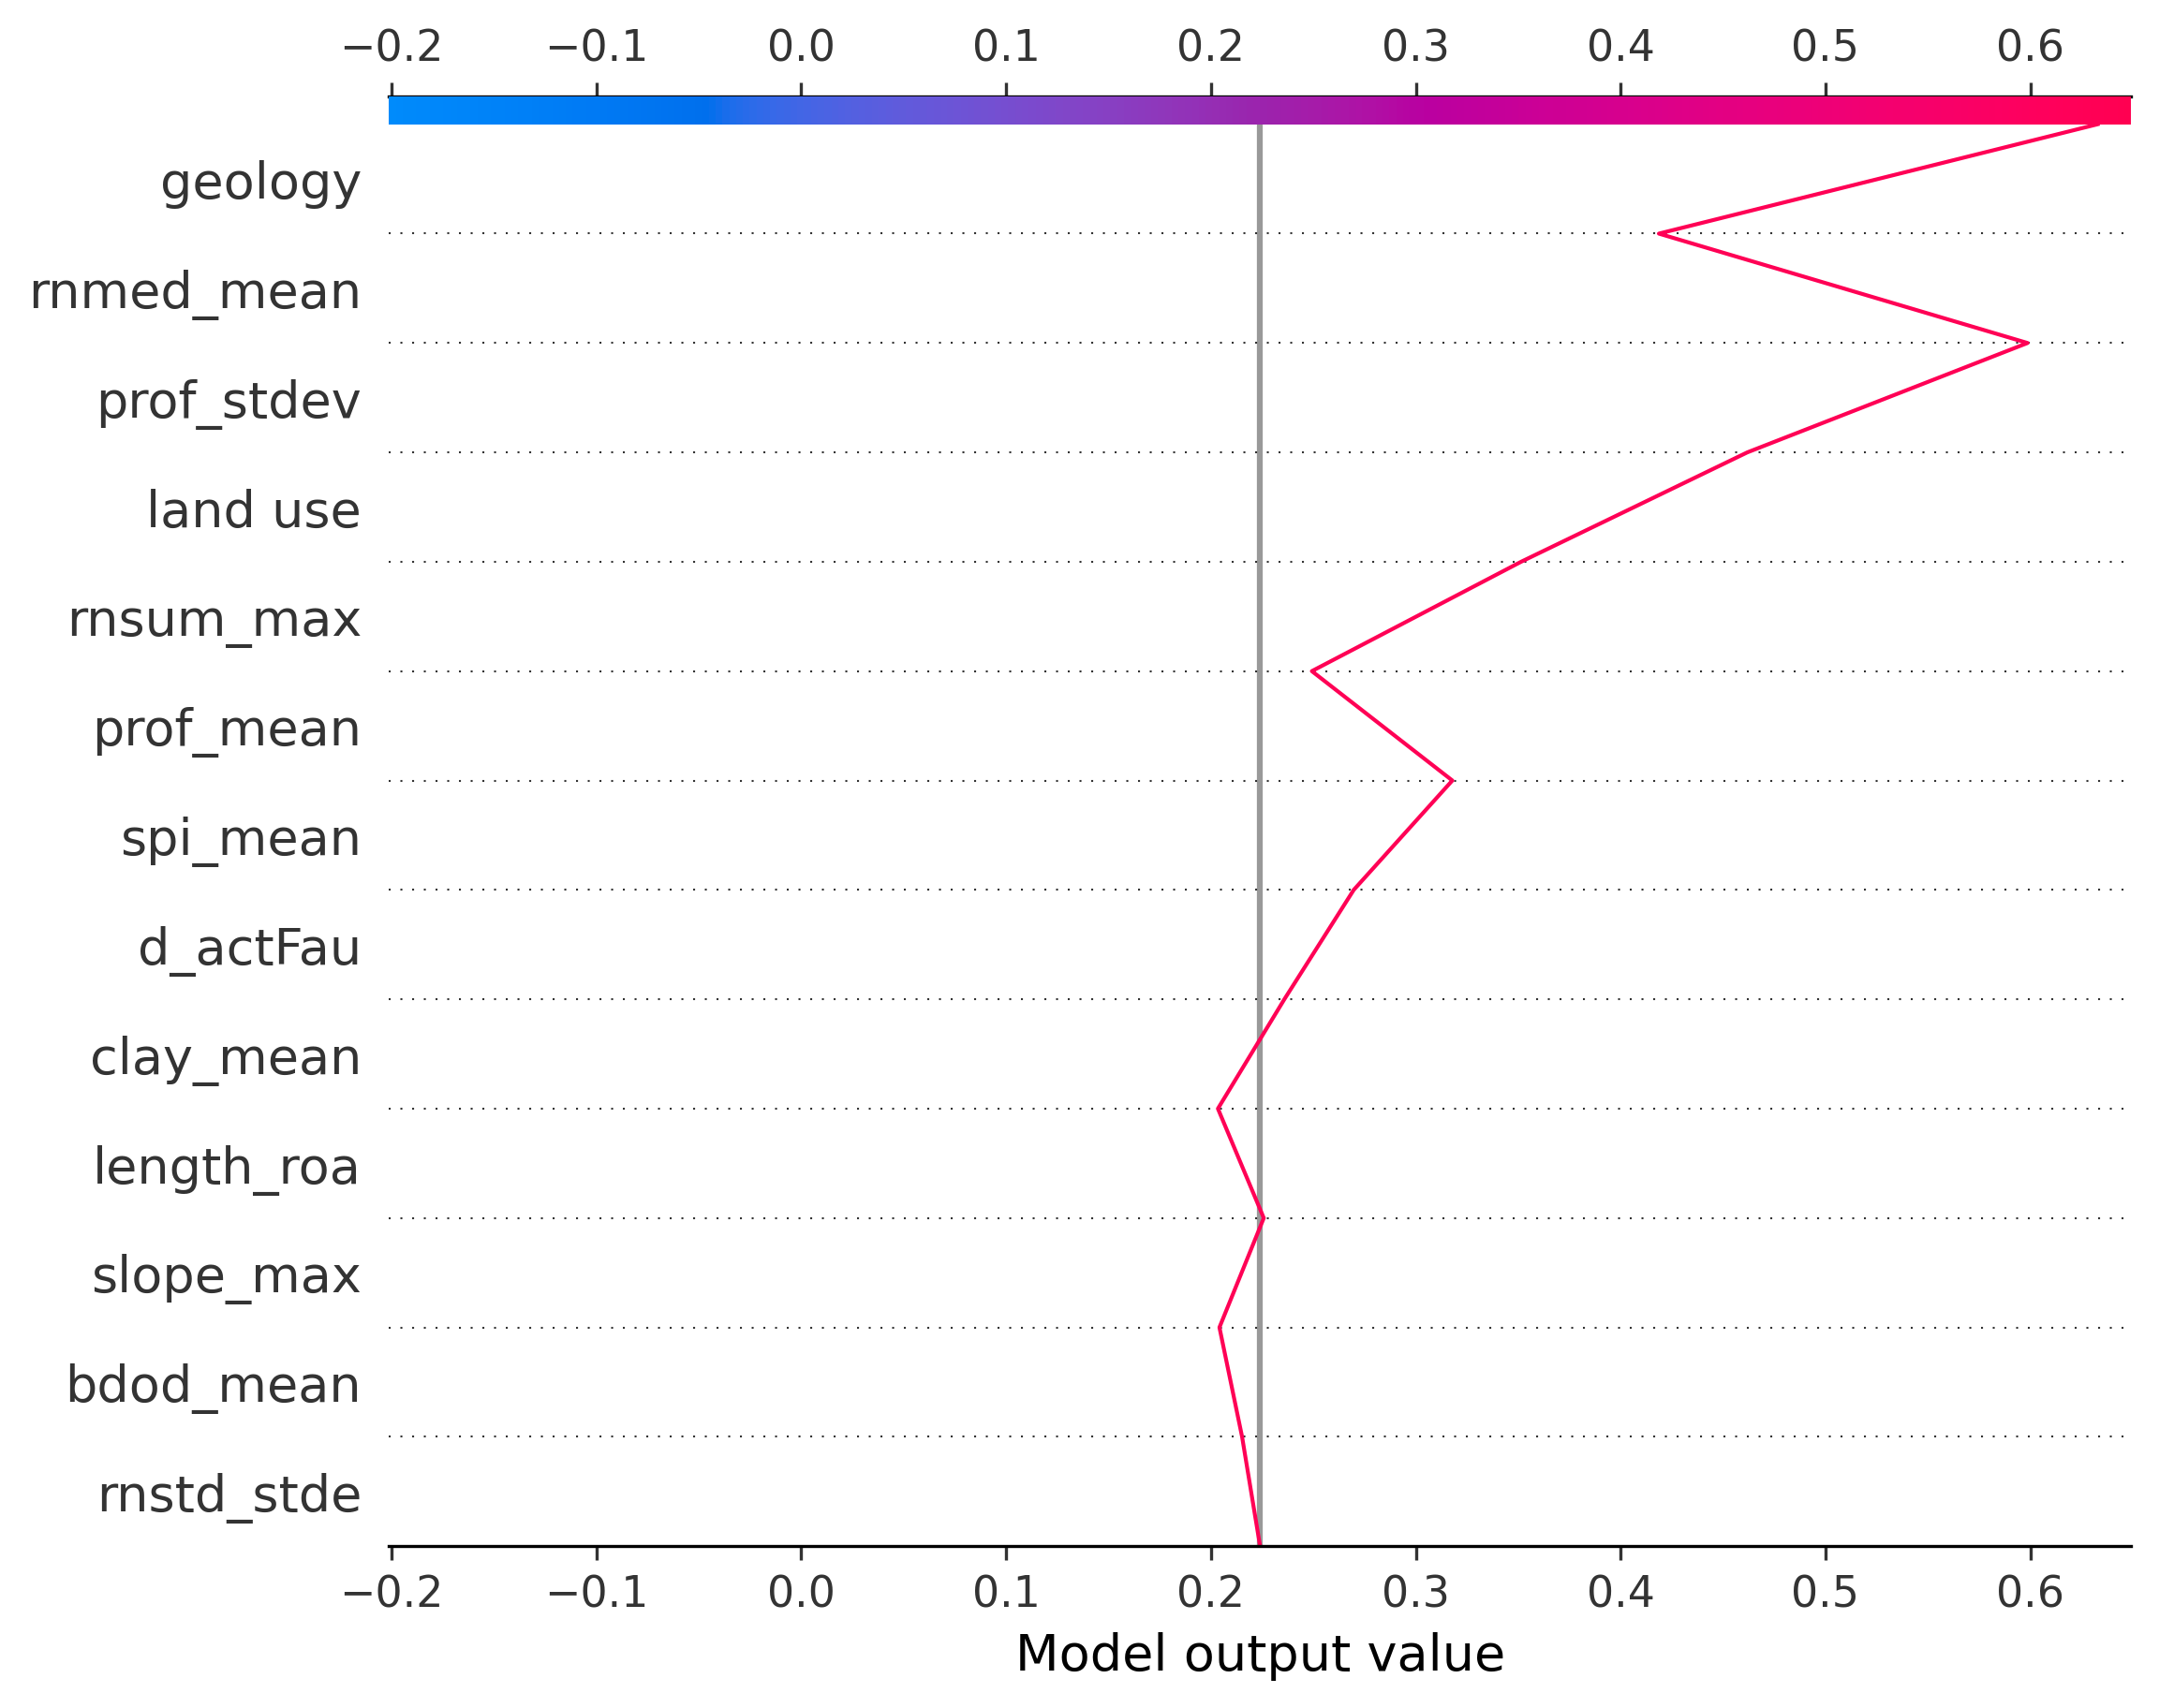 −0.2 −0.1 0.0 0.1 0.2 0.3 0.4 0.5 0.6
geology
rnmed_mean
prof_stdev
land use
rnsum_max
prof_mean
spi_mean
d_actFau
clay_mean
length_roa
slope_max
bdod_mean
rnstd_stde
−0.2 −0.1 0.0 0.1 0.2 0.3 0.4 0.5 0.6
Model output value